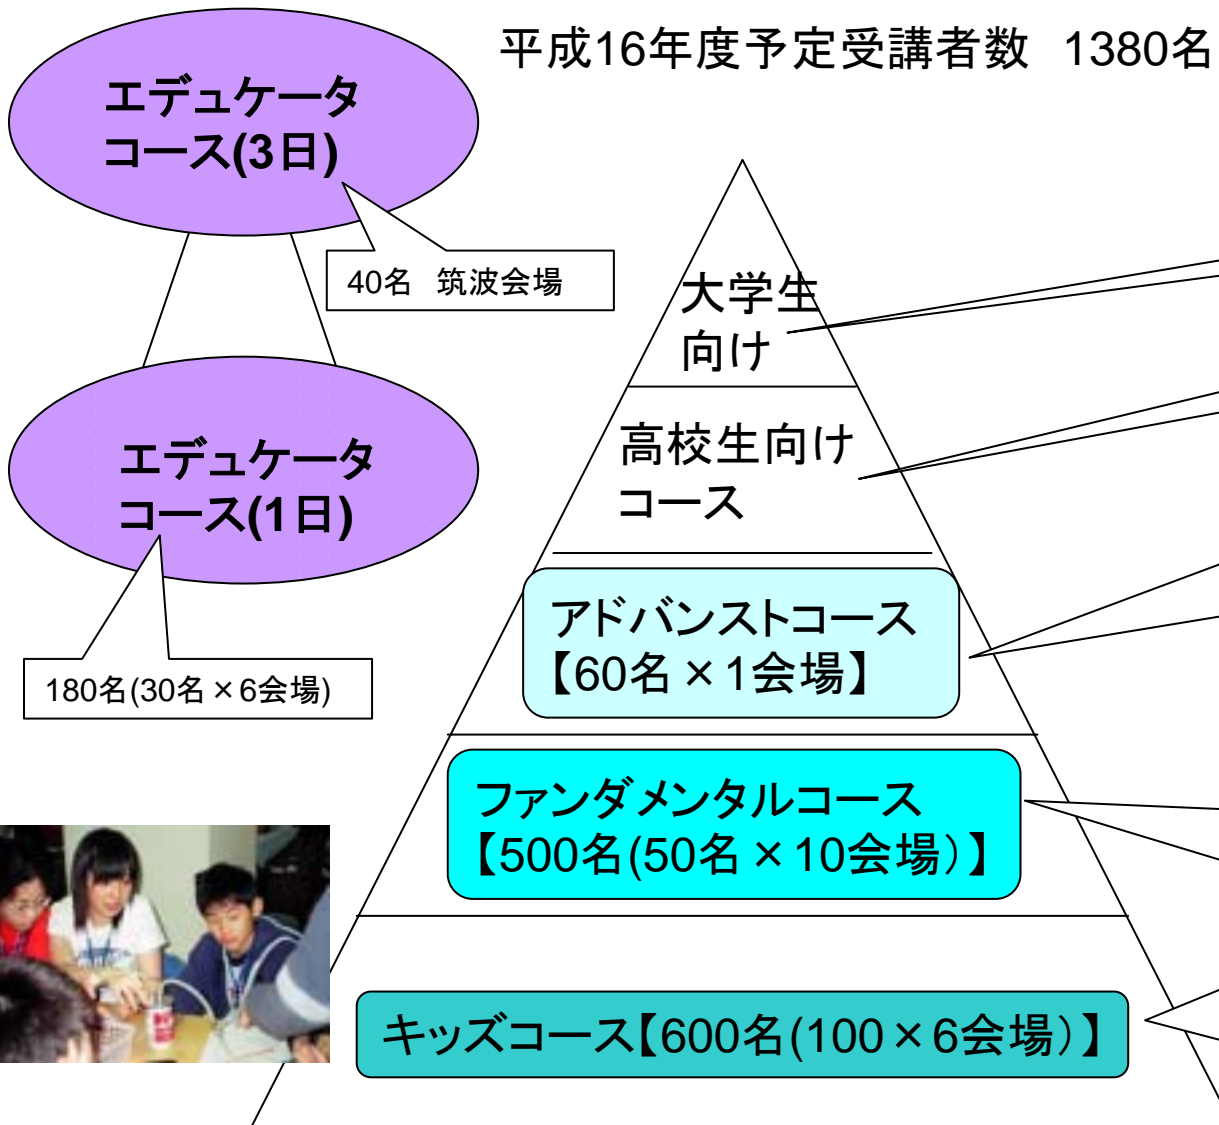 平成16年度予定受講者数　1380名
エデュケータ
コース(3日)
40名　筑波会場
エデュケータ
コース(1日)
180名(30名×6会場)
大学生
向け
高校生向け
コース
アドバンストコース
【60名×1会場】
ファンダメンタルコース
【500名(50名×10会場）】
キッズコース【600名(100×6会場）】